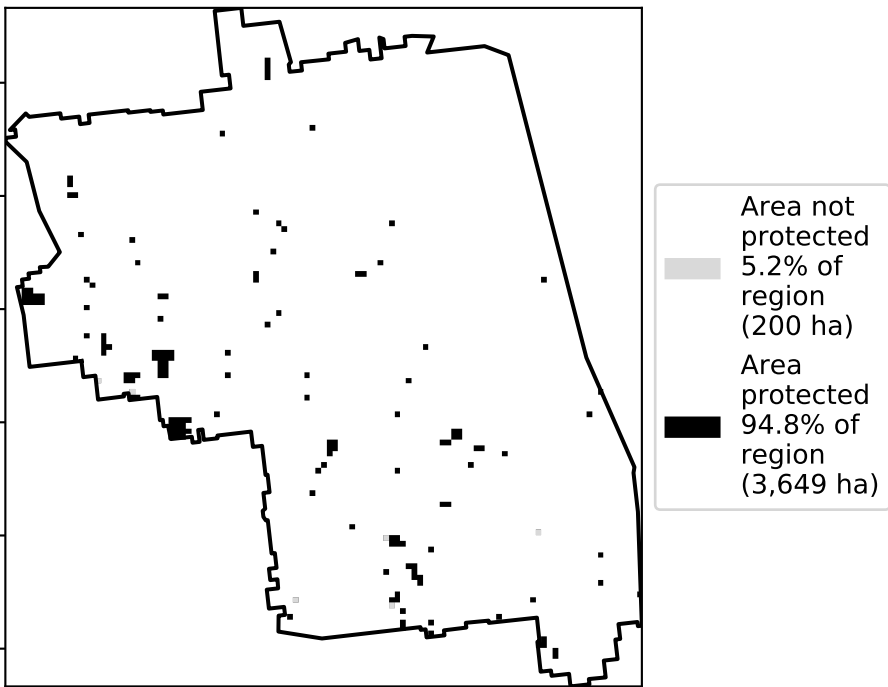 Area not
protected
5.2% of
region
(200 ha)
Area
protected
94.8% of
region
(3,649 ha)